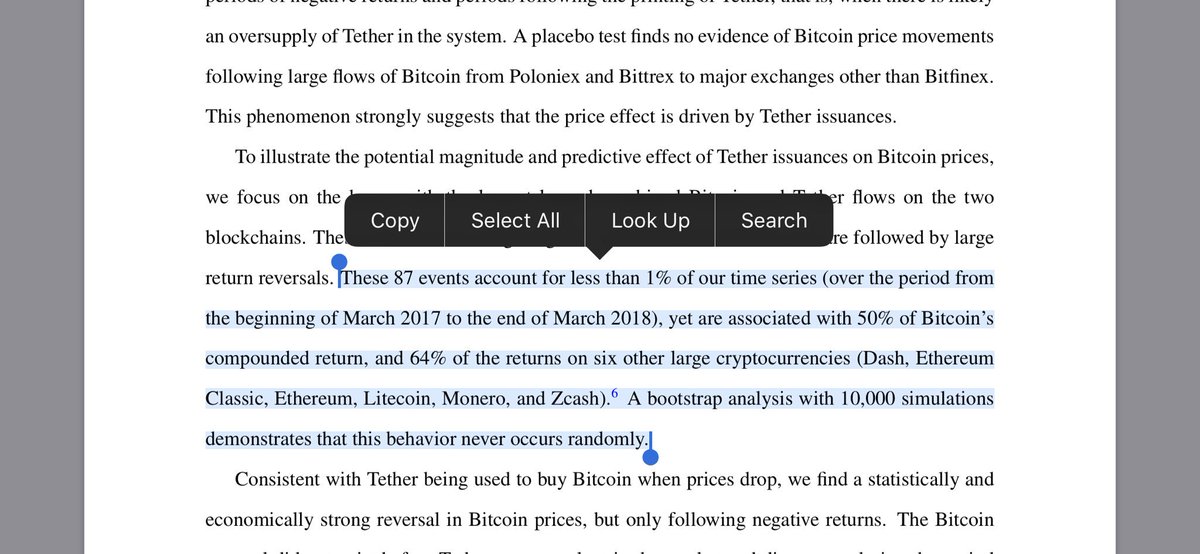 an oversupply of Tether in the system. A placebo test finds no evidence of Bitcoin price movements
following large flows of Bitcoin from Poloniex and Bittrex to major exchanges other than Bitfinex.
This phenomenon strongly suggests that the price effect is driven by Tether issuances.
To illustrate the potential magnitude and predictive effect of Tether issuances on Bitcoin prices,
we focus on the flows on the two
Copy Select All Look Up Search
blockchains. followed by large
return reversals. These 87 events account for less than 1% of our time series (over the period from
the beginning of March 2017 to the end of March 2018), yet are associated with 50% of Bitcoin’s
compounded return, and 64% of the returns on six other large cryptocurrencies (Dash, Ethereum
Classic, Ethereum, Litecoin, Monero, and Zcash).6 A bootstrap analysis with 10,000 simulations
demonstrates that this behavior never occurs randomly.
Consistent with Tether being used to buy Bitcoin when prices drop, we find a statistically and
economically strong reversal in Bitcoin prices, but only following negative returns. The Bitcoin